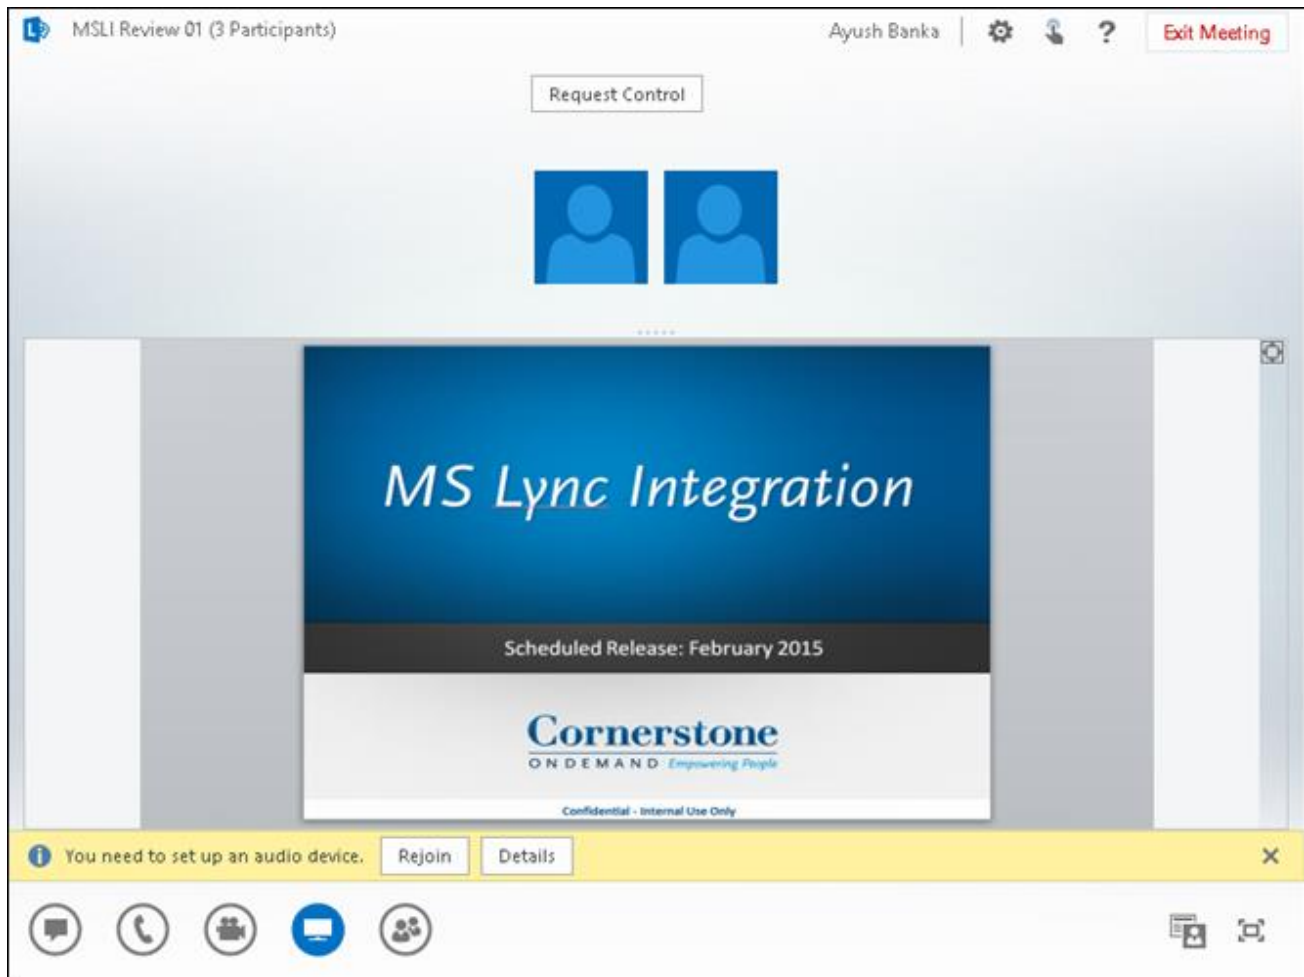 MSLI Review 01 (3 Participants)
Ayush Banka
?
Exit Meeting
Request Control
MS Lync Integration
Scheduled Release: February 2015
Cornerstone
ONDEMAND Empowering People
Confidential - Internal Use Only
You need to set up an audio device.
Rejoin
Details